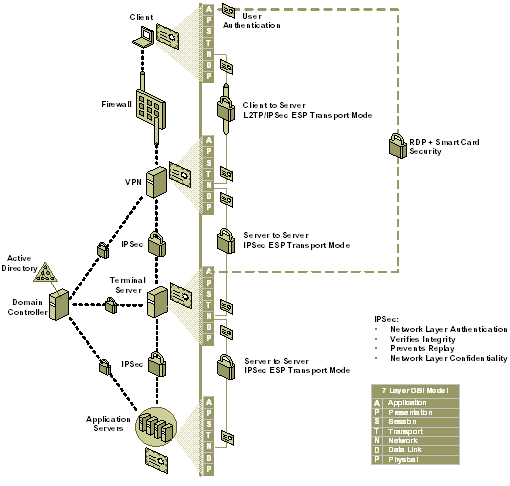 Client
User
Authentication
A
P
S
T
N
D
P
Firewall
Client to Server
L2TP/IPSec ESP Transport Mode
RDP + Smart Card
Security
VPN
A
P
S
T
N
D
P
IPSec
Server to Server
IPSec ESP Transport Mode
Active
Directory
Terminal
Server
A
P
S
T
N
D
P
Domain
Controller
IPSec:
• Network Layer Authentication
• Verifies Integrity
• Prevents Replay
• Network Layer Confidentiality
IPSec
Server to Server
IPSec ESP Transport Mode
Application
Servers
A
P
S
T
N
D
P
7 Layer OSI Model
A Application
P Presentation
S Session
T Transport
N Network
D Data Link
P Physical